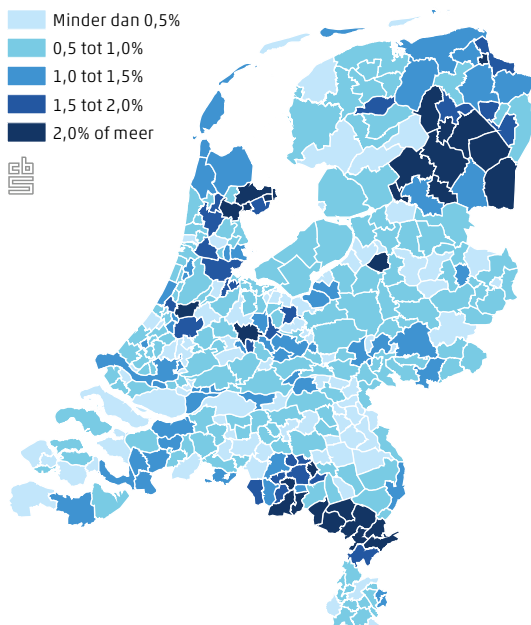 Minder dan 0,5%
0,5 tot 1,0%
1,0 tot 1,5%
1,5 tot 2,0%
2,0% of meer
cbs